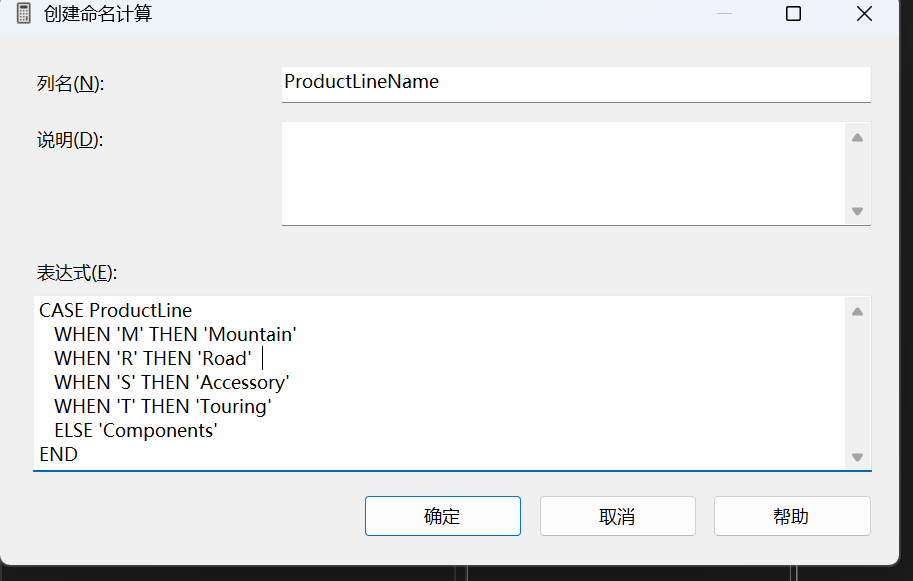 创建命名计算
列名(N):
ProductLineName
说明(D):
表达式(E):
CASE ProductLine
WHEN 'M' THEN 'Mountain'
WHEN 'R' THEN 'Road'
WHEN 'S' THEN 'Accessory'
WHEN 'T' THEN 'Touring'
ELSE 'Components'
END
确定
取消
帮助